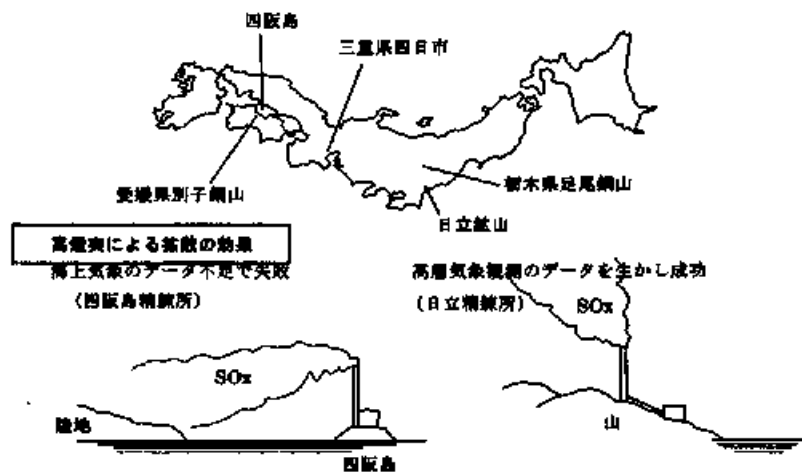 四阪島
三重県四日市
愛媛県別子銅山
栃木県足尾銅山
日立鉱山
高煙突による拡散の効果
海上気象のデータ不足で失敗
（四阪島精練所）
高層気象観測のデータを生かし成功
（日立精練所）
SOx
SOx
陸地
四阪島
山